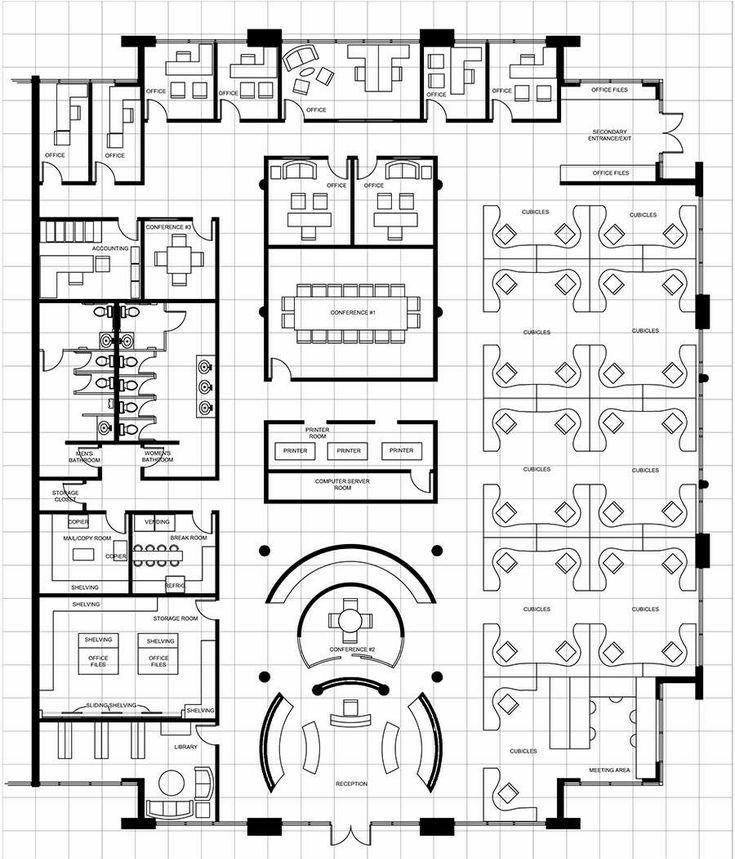 OFFICE
OFFICE
OFFICE
OFFICE
OFFICE
OFFICE FILES
SECONDARY
ENTRANCE/EXIT
OFFICE FILES
OFFICE
OFFICE
OFFICE
OFFICE
ACCOUNTING
CONFERENCE #3
CUBICLES
CUBICLES
CONFERENCE #1
CUBICLES
CUBICLES
PRINTER
ROOM
PRINTER
PRINTER
PRINTER
COMPUTER SERVER
ROOM
MEN'S
BATHROOM
WOMEN'S
BATHROOM
CUBICLES
CUBICLES
STORAGE
CLOSET
COPIER
VENDING
MAIL/COPY ROOM
BREAK ROOM
COPIER
SHELVING
REFRIG.
SHELVING
STORAGE ROOM
SHELVING
SHELVING
OFFICE
FILES
OFFICE
FILES
SLIDING SHELVING
SHELVING
CUBICLES
CUBICLES
CONFERENCE #2
LIBRARY
RECEPTION
CUBICLES
MEETING AREA